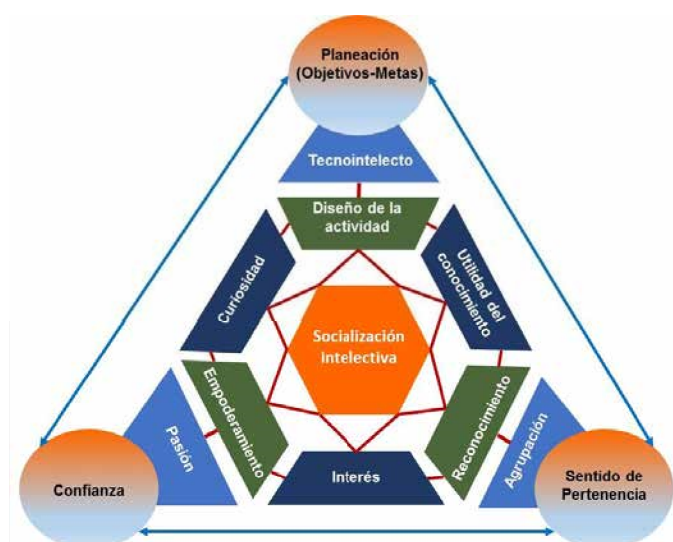 Planeación
(Objetivos-Metas)
Tecnointelecto
Diseño de la
actividad
Curiosidad
Utilidad del
conocimiento
Socialización
Intelectiva
Empoderamiento
Reconocimiento
Pasión
Agrupación
Interés
Confianza
Sentido de
Pertenencia